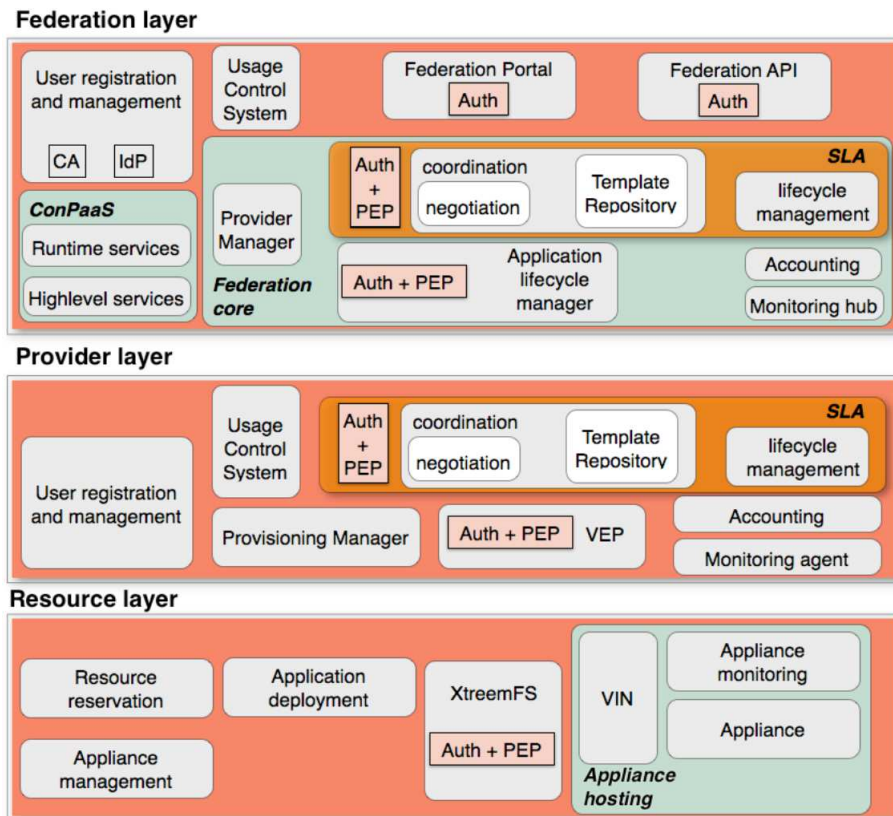 Federation layer
User registration
and management
CA
IdP
Usage
Control
System
Federation Portal
Auth
Federation API
Auth
ConPaaS
Runtime services
Highlevel services
Provider
Manager
Federation
core
Auth
+
PEP
coordination
negotiation
Template
Repository
SLA
lifecycle
management
Auth + PEP
Application
lifecycle
manager
Accounting
Monitoring hub
Provider layer
User registration
and management
Usage
Control
System
Auth
+
PEP
coordination
negotiation
Template
Repository
SLA
lifecycle
management
Provisioning Manager
Auth + PEP
VEP
Accounting
Monitoring agent
Resource layer
Resource
reservation
Application
deployment
Appliance
management
XtreemFS
Auth + PEP
VIN
Appliance
monitoring
Appliance
Appliance
hosting